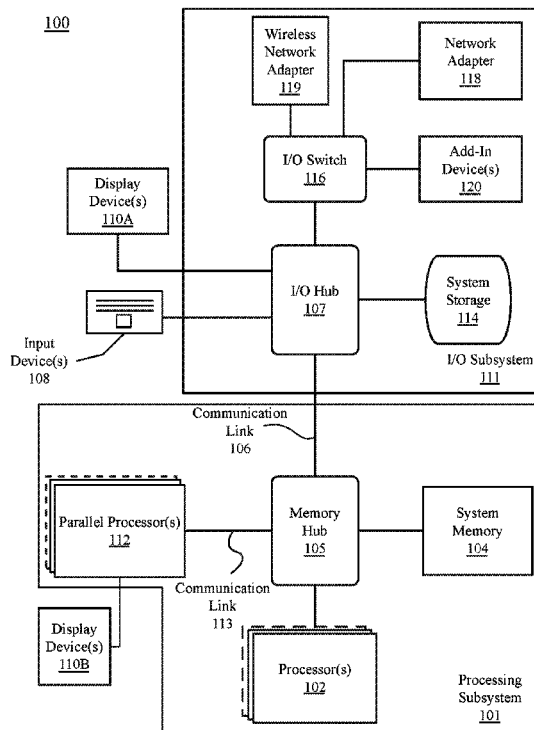 100
Wireless
Network
Adapter
119
Network
Adapter
118
I/O Switch
116
Add-In
Device(s)
120
Display
Device(s)
110A
I/O Hub
107
System
Storage
114
Input
Device(s)
108
I/O Subsystem
111
Communication
Link
106
Parallel Processor(s)
112
Memory
Hub
105
System
Memory
104
Communication
Link
113
Display
Device(s)
110B
Processor(s)
102
Processing
Subsystem
101